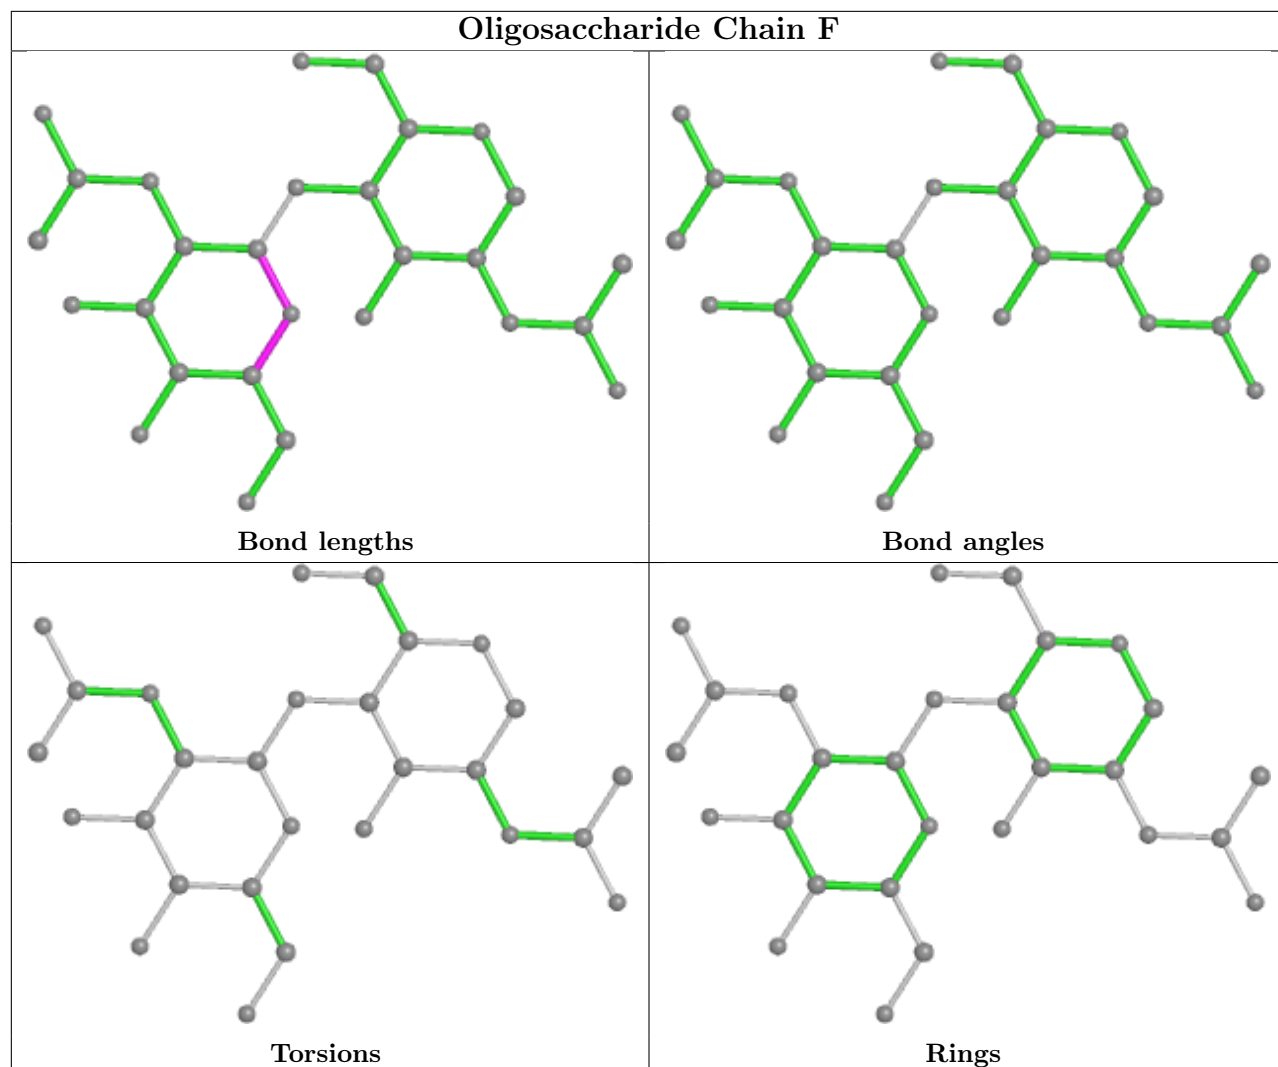 Oligosaccharide Chain F
Bond lengths
Bond angles
Torsions
Rings